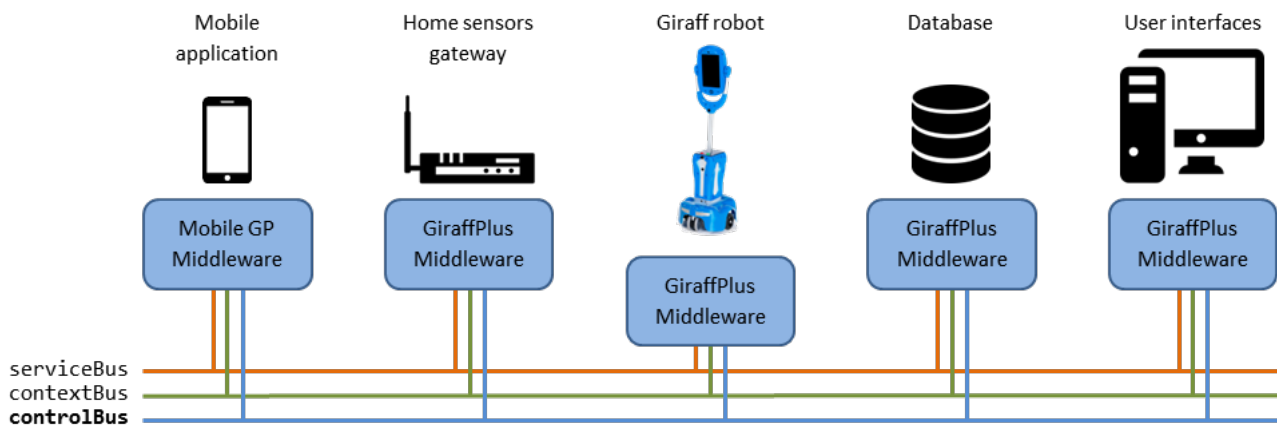 Mobile
application
Home sensors
gateway
Giraff robot
Database
User interfaces
Mobile GP
Middleware
GiraffPlus
Middleware
GiraffPlus
Middleware
GiraffPlus
Middleware
GiraffPlus
Middleware
serviceBus
contextBus
controlBus